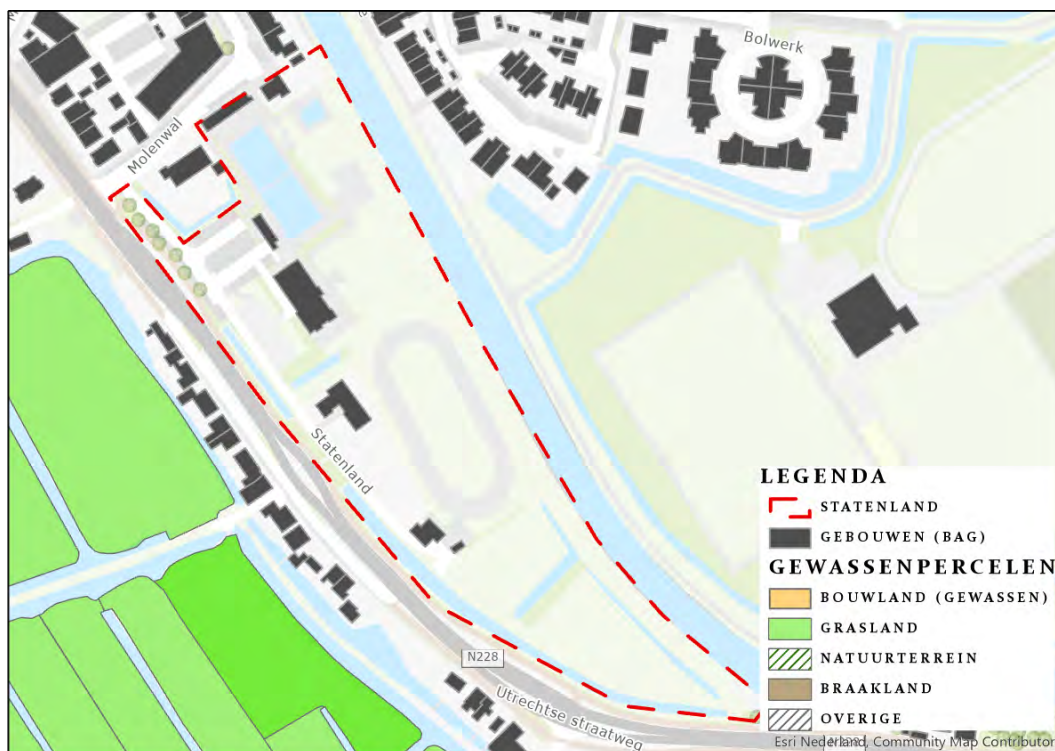 Bolwerk
Molenwal
Statenland
N228
Utrechtse straatweg
LEGENDA
STATENLAND
GEBOUWEN (BAG)
GEWASSENPERCELEN
BOUWLAND (GEWASSEN)
GRASLAND
NATUURTERREIN
BRAAKLAND
OVERIGE
Esri Nederland, Community Map Contributor